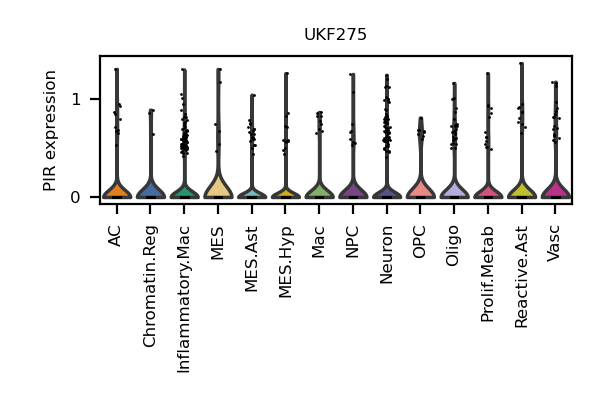 UKF275
PIR expression
1
0
AC
Chromatin.Reg
Inflammatory.Mac
MES
MES.Ast
MES.Hyp
Mac
NPC
Neuron
OPC
Oligo
Prolif.Metab
Reactive.Ast
Vasc